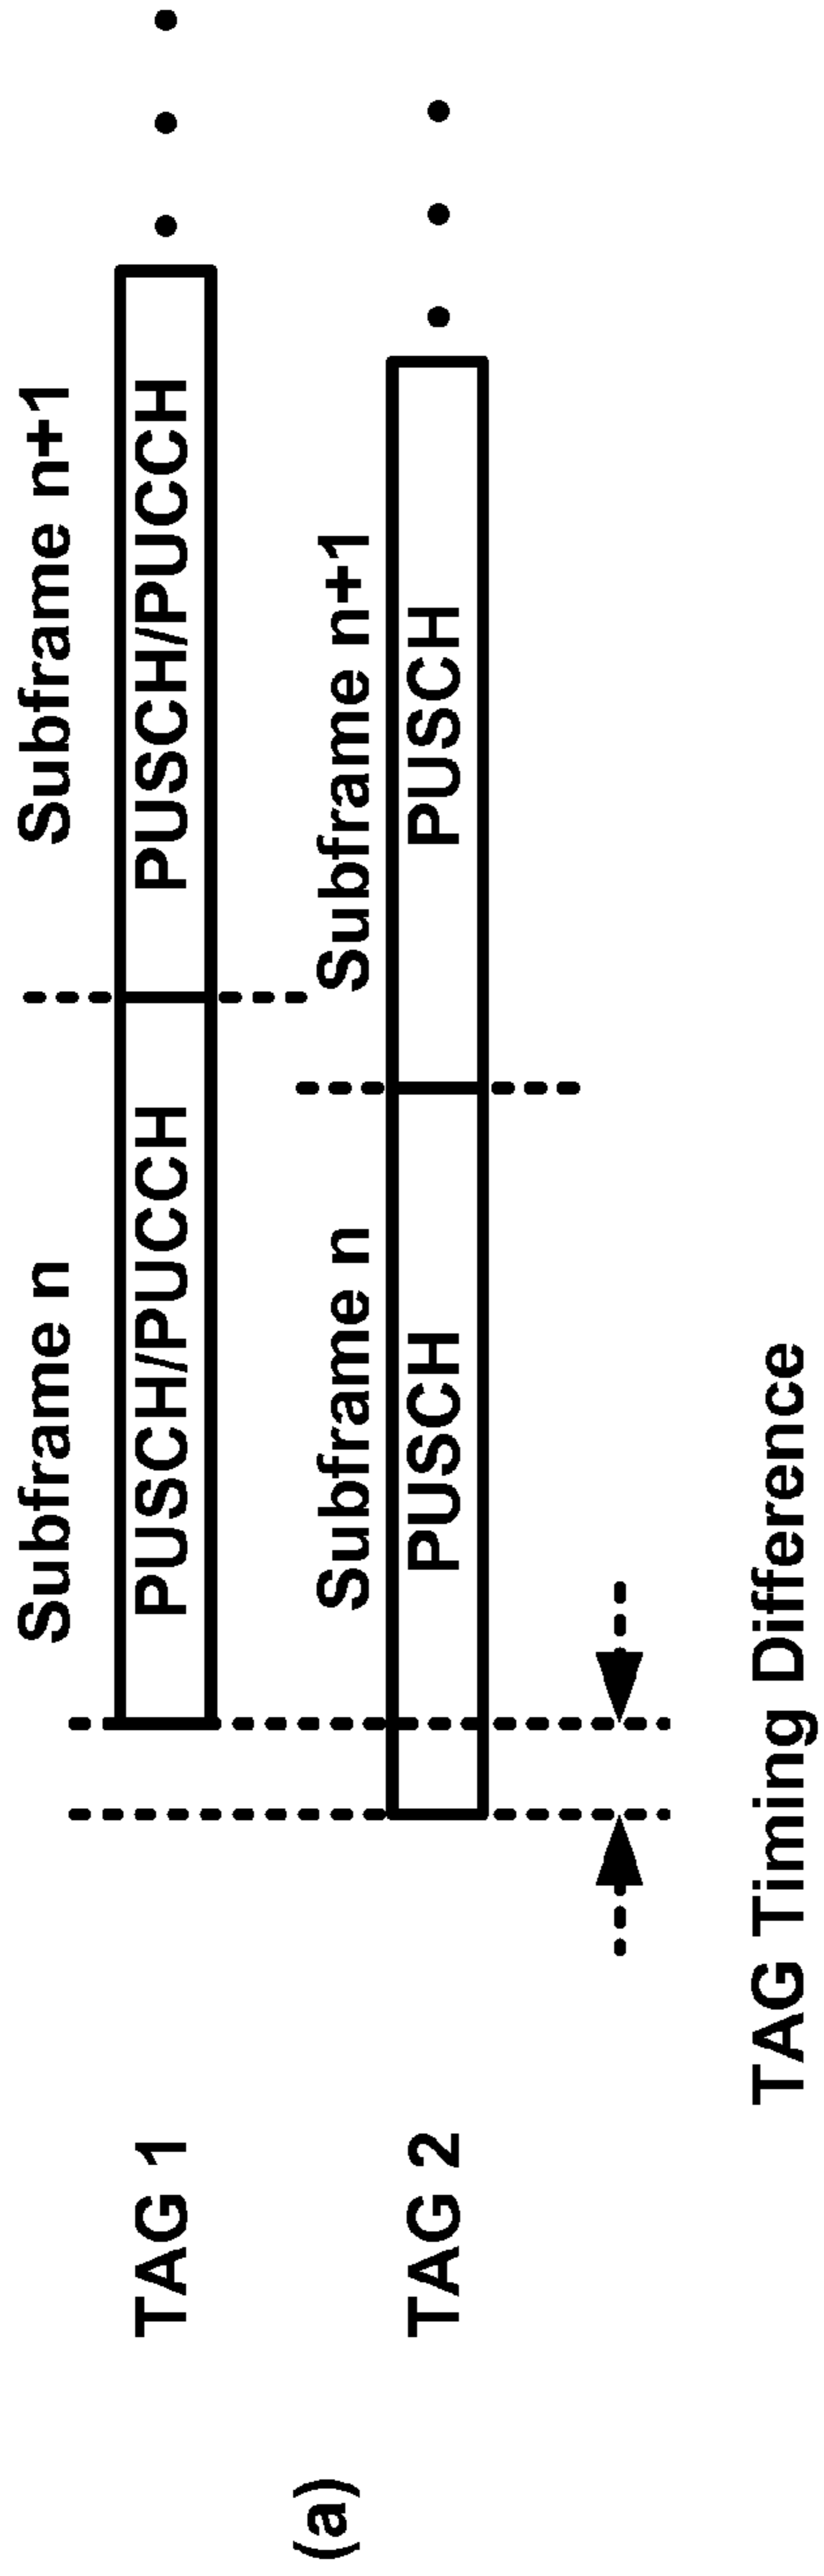 Subframe n Subframe n+1
TAG 1 PUSCH/PUCCH PUSCH/PUCCH
(a)
Subframe n Subframe n+1
TAG 2 PUSCH PUSCH
TAG Timing Difference